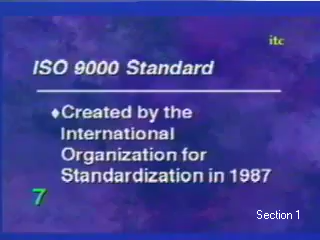 itc
ISO 9000 Standard
♦Created by the
International
Organization for
Standardization in 1987
7
Section 1